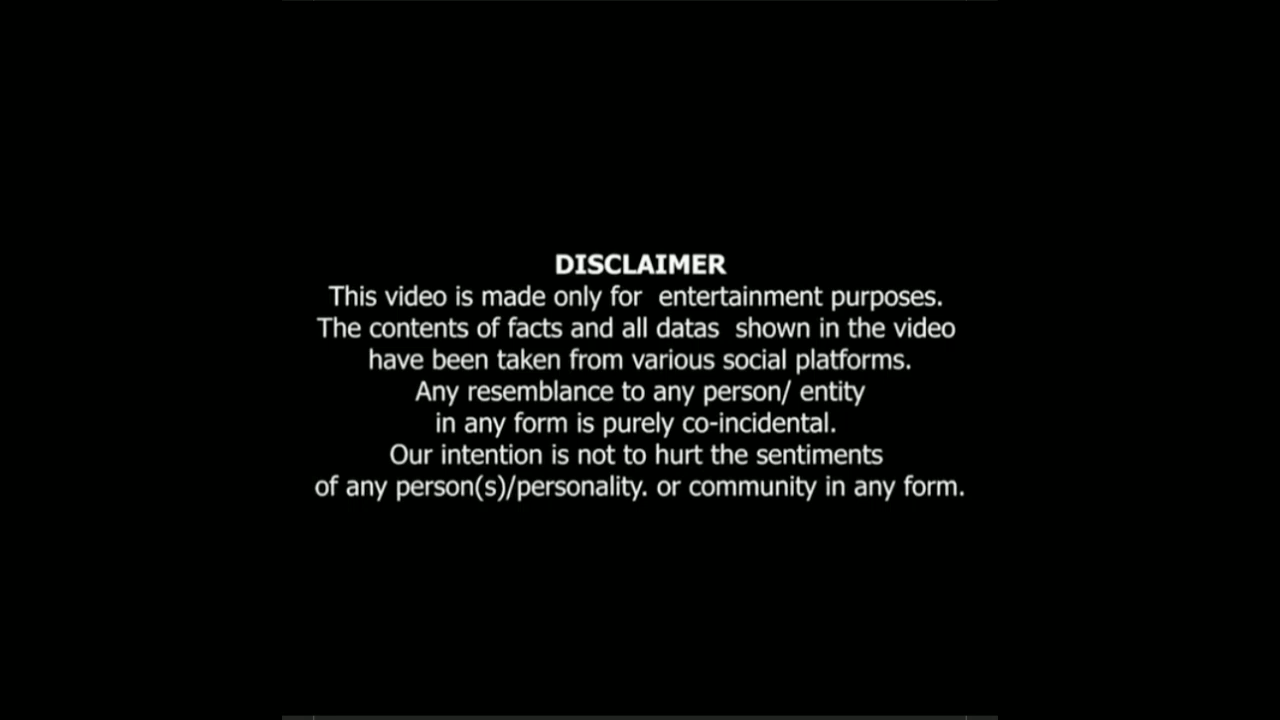 DISCLAIMER
This video is made only for  entertainment purposes.
The contents of facts and all datas  shown in the video
have been taken from various social platforms.
Any resemblance to any person/ entity
in any form is purely co-incidental.
Our intention is not to hurt the sentiments
of any person(s)/personality. or community in any form.